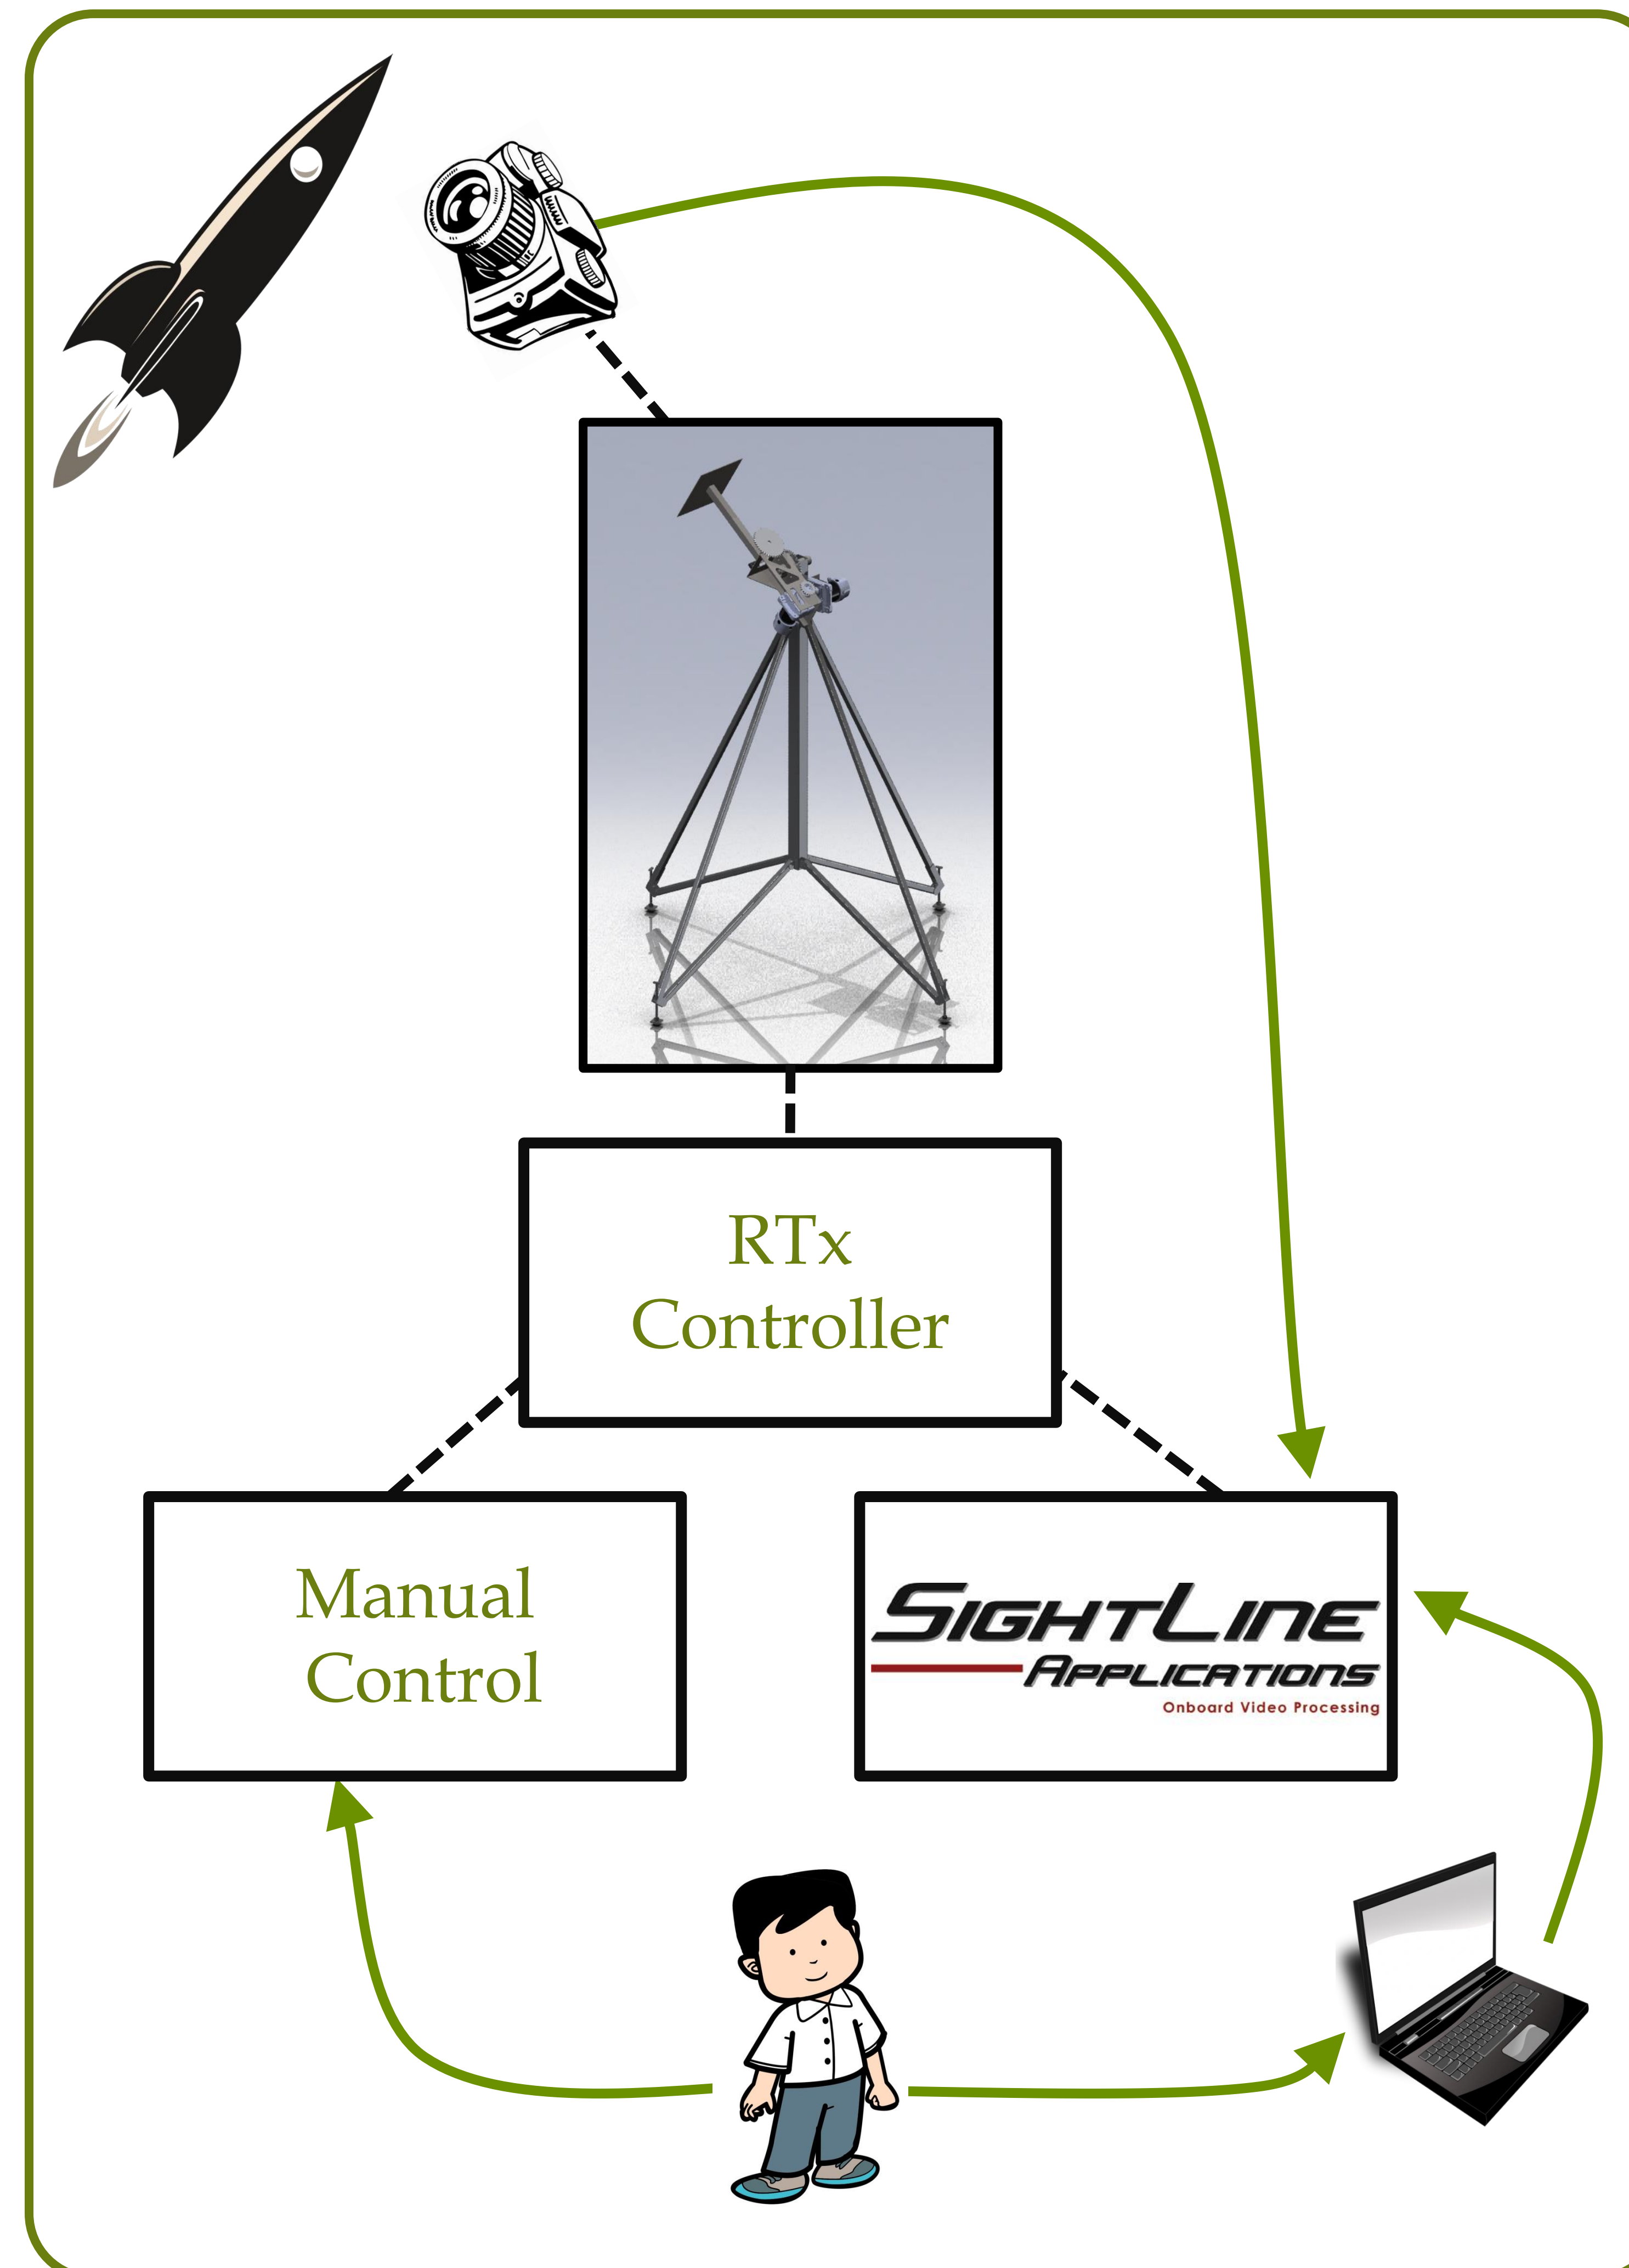 RTx
Controller
Manual
Control
SIGHTLINE
APPLICATIONS
Onboard Video Processing